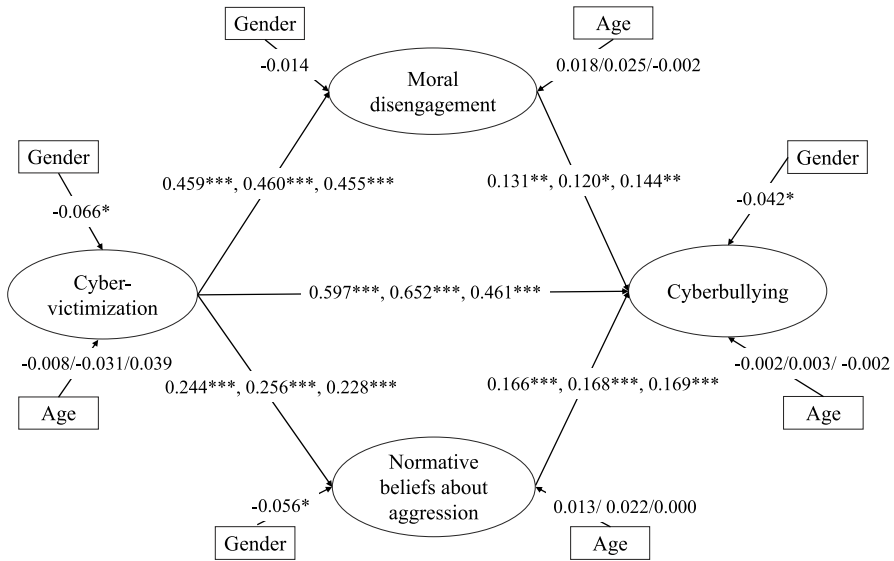 Gender
Age
-0.014
0.018/0.025/-0.002
Moral
disengagement
Gender
Gender
0.459***, 0.460***, 0.455***
0.131**, 0.120*, 0.144**
-0.066*
-0.042*
Cyber-
victimization
0.597***, 0.652***, 0.461***
Cyberbullying
-0.008/-0.031/0.039
-0.002/0.003/ -0.002
0.244***, 0.256***, 0.228***
0.166***, 0.168***, 0.169***
Age
Age
Normative
beliefs about
aggression
-0.056*
0.013/ 0.022/0.000
Gender
Age